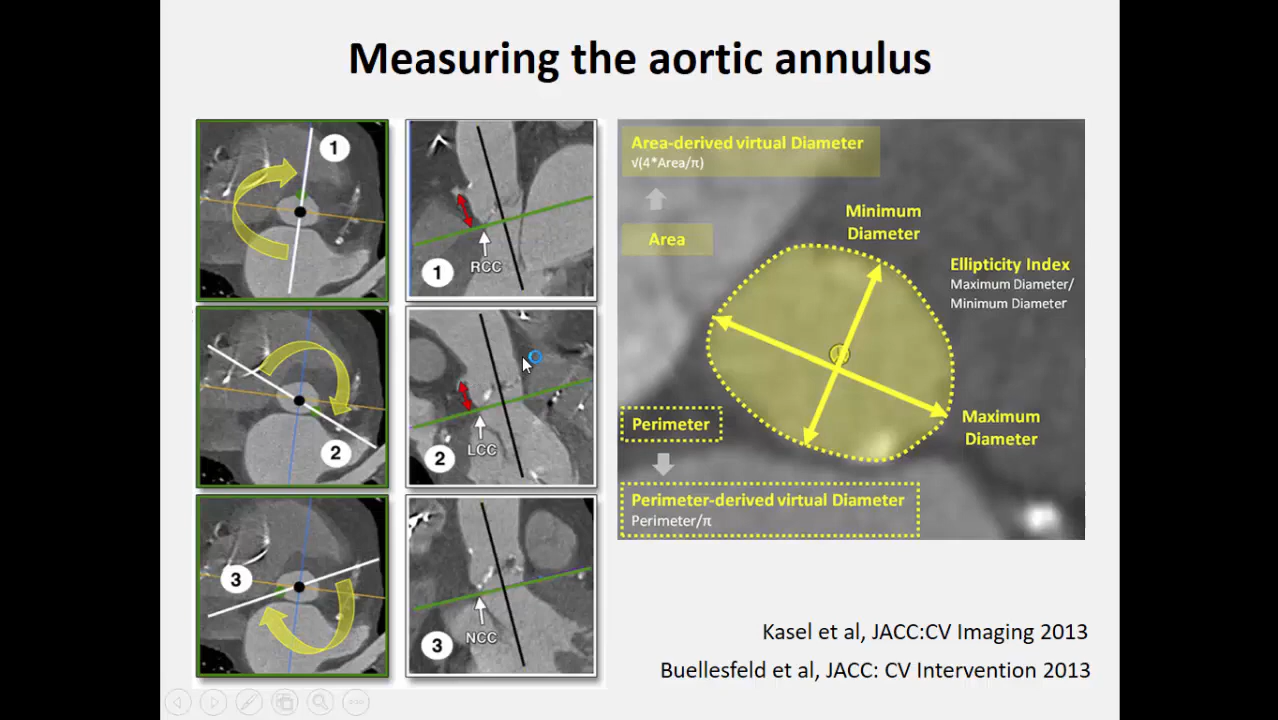 Measuring the aortic annulus
1
1
RCC
2
2
LCC
3
3
NCC
Area-derived virtual Diameter
√(4*Area/π)
Area
Minimum
Diameter
Ellipticity Index
Maximum Diameter/
Minimum Diameter
Perimeter
Maximum
Diameter
Perimeter-derived virtual Diameter
Perimeter/π
Kasel et al, JACC:CV Imaging 2013
Buellesfeld et al, JACC: CV Intervention 2013